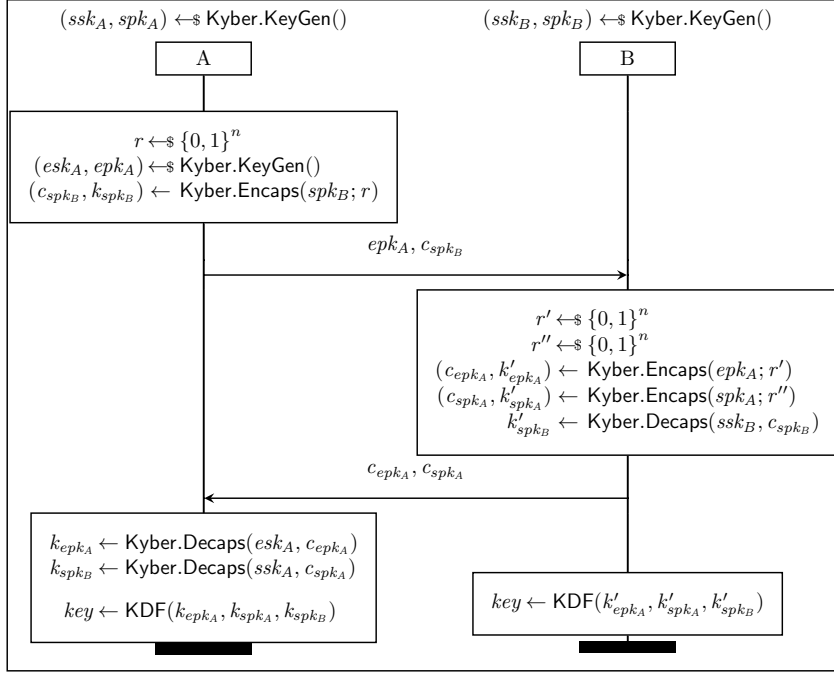 (ssk_A, spk_A) ←$ Kyber.KeyGen()
(ssk_B, spk_B) ←$ Kyber.KeyGen()
A
B
r ←$ {0, 1}^n
(esk_A, epk_A) ←$ Kyber.KeyGen()
(c_{spk_B}, k_{spk_B}) ← Kyber.Encaps(spk_B; r)
epk_A, c_{spk_B}
r′ ←$ {0, 1}^n
r′′ ←$ {0, 1}^n
(c_{epk_A}, k′_{epk_A}) ← Kyber.Encaps(epk_A; r′)
(c_{spk_A}, k′_{spk_A}) ← Kyber.Encaps(spk_A; r′′)
k′_{spk_B} ← Kyber.Decaps(ssk_B, c_{spk_B})
c_{epk_A}, c_{spk_A}
k_{epk_A} ← Kyber.Decaps(esk_A, c_{epk_A})
k_{spk_B} ← Kyber.Decaps(ssk_A, c_{spk_A})
key ← KDF(k_{epk_A}, k_{spk_A}, k_{spk_B})
key ← KDF(k′_{epk_A}, k′_{spk_A}, k′_{spk_B})